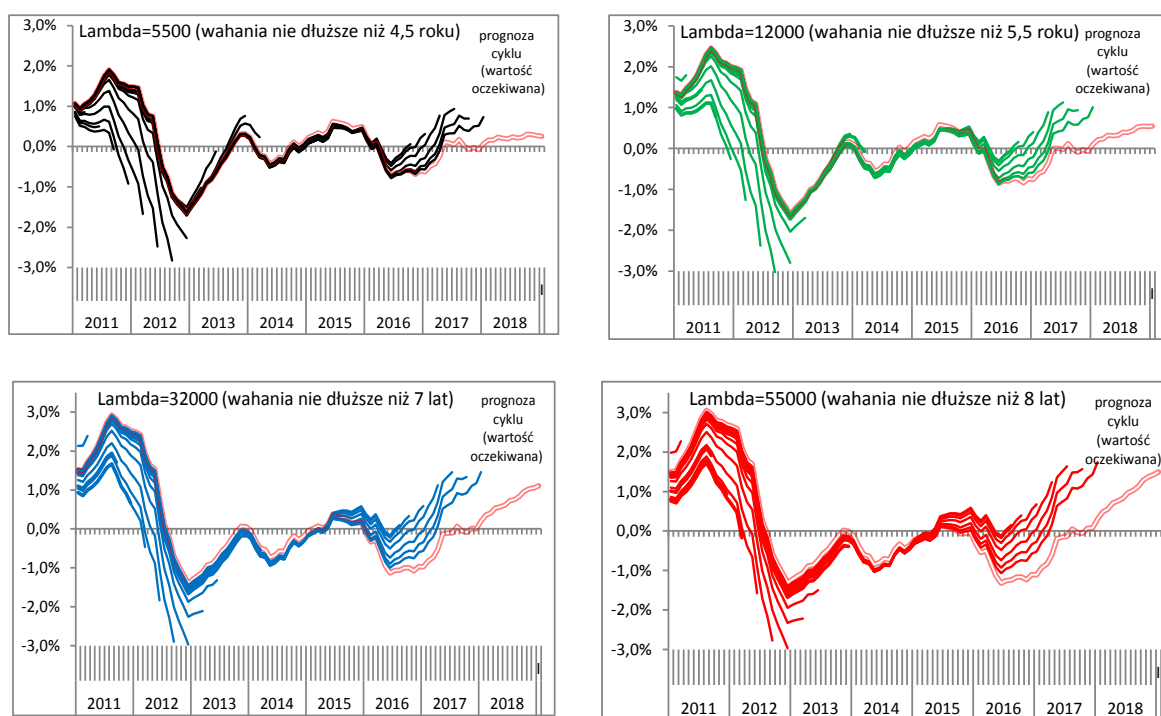 Lambda=5500 (wahania nie dłuższe niż 4,5 roku)
prognoza
cyklu
(wartość
oczekiwana)
3,0%
2,0%
1,0%
0,0%
-1,0%
-2,0%
-3,0%
I
2011 2012 2013 2014 2015 2016 2017 2018
Lambda=12000 (wahania nie dłuższe niż 5,5 roku)
prognoza
cyklu
(wartość
oczekiwana)
3,0%
2,0%
1,0%
0,0%
-1,0%
-2,0%
-3,0%
I
2011 2012 2013 2014 2015 2016 2017 2018
Lambda=32000 (wahania nie dłuższe niż 7 lat)
prognoza
cyklu
(wartość
oczekiwana)
3,0%
2,0%
1,0%
0,0%
-1,0%
-2,0%
-3,0%
I
2011 2012 2013 2014 2015 2016 2017 2018
Lambda=55000 (wahania nie dłuższe niż 8 lat)
prognoza
cyklu
(wartość
oczekiwana)
3,0%
2,0%
1,0%
0,0%
-1,0%
-2,0%
-3,0%
I
2011 2012 2013 2014 2015 2016 2017 2018